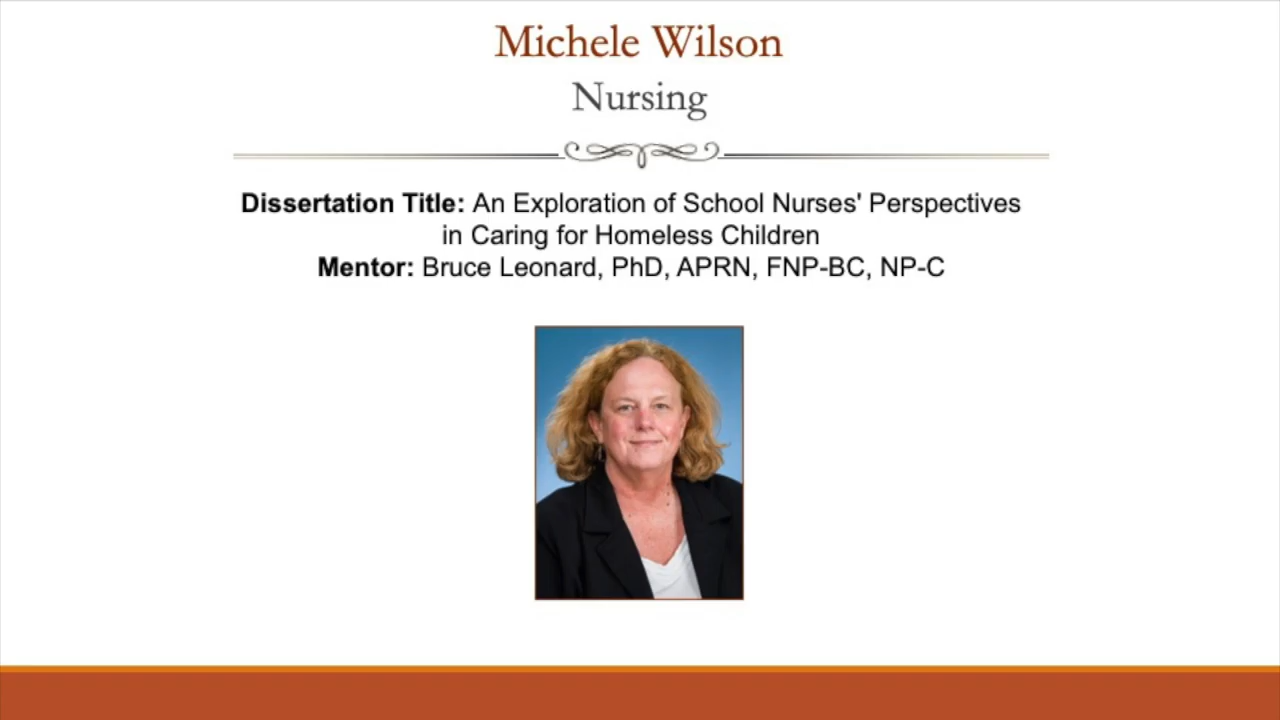 Michele Wilson
Nursing
Dissertation Title: An Exploration of School Nurses' Perspectives
in Caring for Homeless Children
Mentor: Bruce Leonard, PhD, APRN, FNP-BC, NP-C